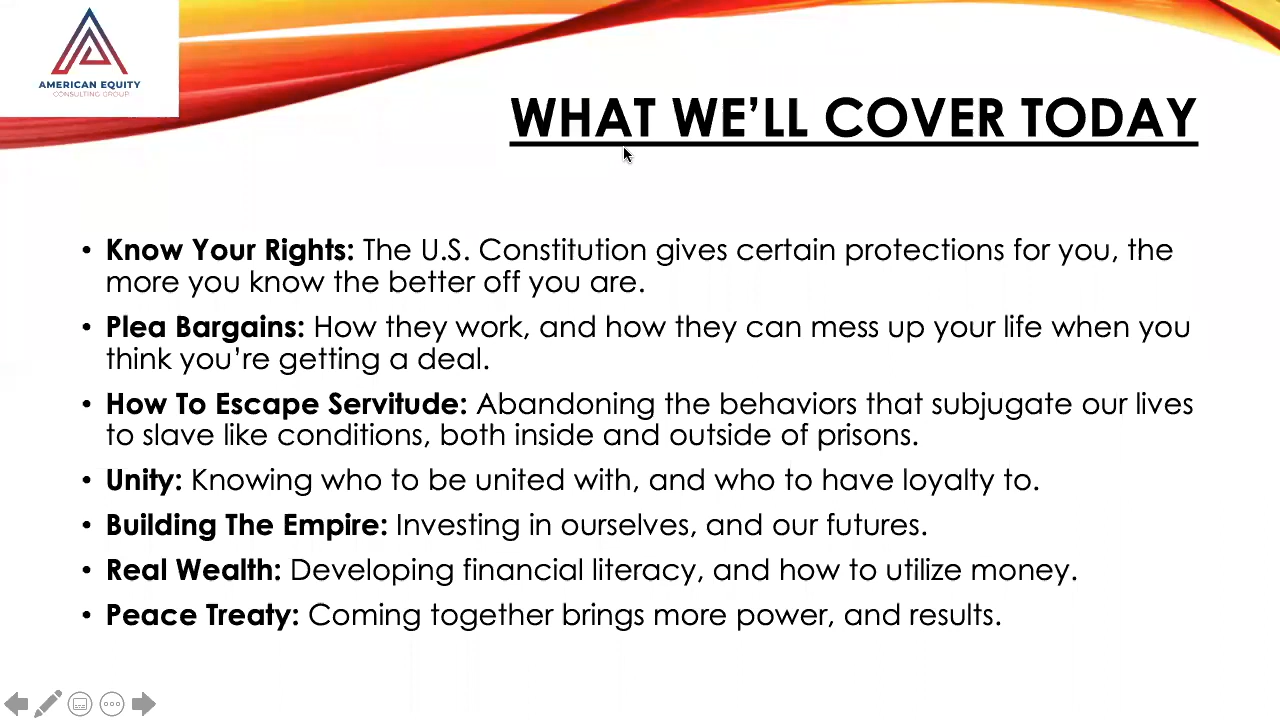 AMERICAN EQUITY
CONSULTING GROUP
WHAT WE’LL COVER TODAY
• Know Your Rights: The U.S. Constitution gives certain protections for you, the
more you know the better off you are.
• Plea Bargains: How they work, and how they can mess up your life when you
think you’re getting a deal.
• How To Escape Servitude: Abandoning the behaviors that subjugate our lives
to slave like conditions, both inside and outside of prisons.
• Unity: Knowing who to be united with, and who to have loyalty to.
• Building The Empire: Investing in ourselves, and our futures.
• Real Wealth: Developing financial literacy, and how to utilize money.
• Peace Treaty: Coming together brings more power, and results.